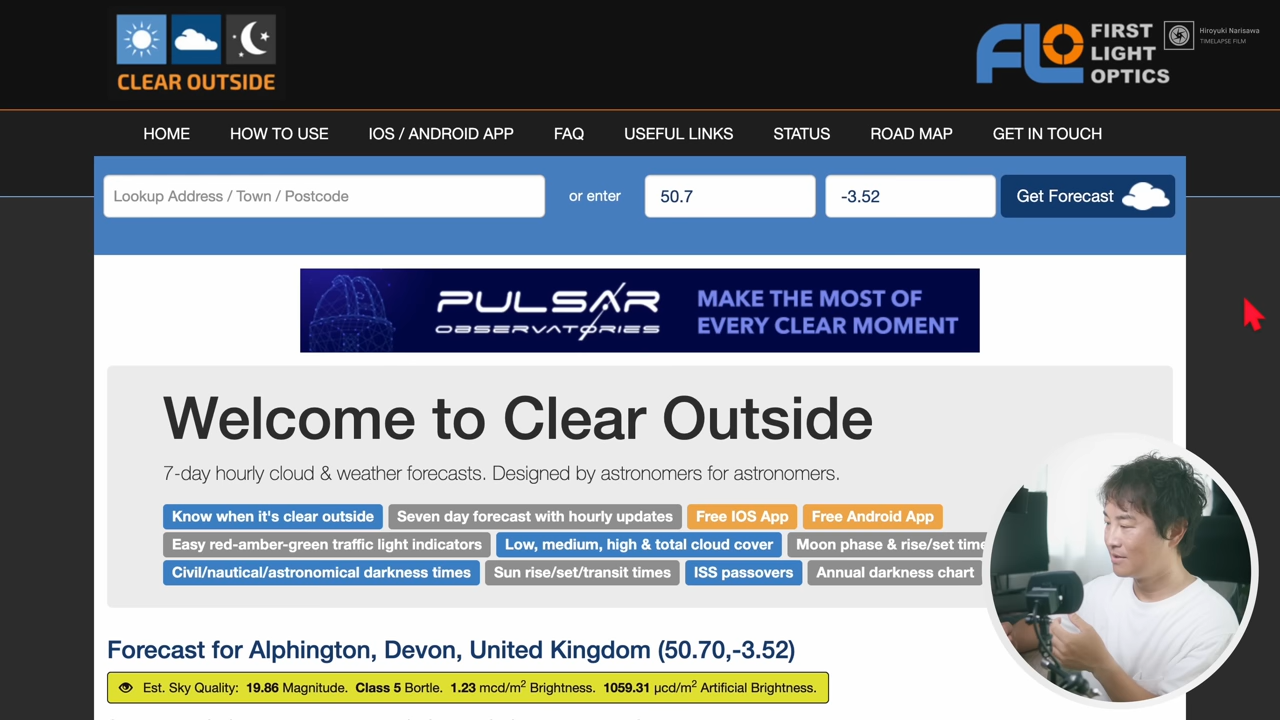 CLEAR OUTSIDE
FLO
FIRST
LIGHT
OPTICS
Hiroyuki Narisawa
TIMELAPSE FILM
HOME HOW TO USE IOS / ANDROID APP FAQ USEFUL LINKS STATUS ROAD MAP GET IN TOUCH
Lookup Address / Town / Postcode or enter 50.7 -3.52 Get Forecast
PULSAR
OBSERVATORIES
MAKE THE MOST OF
EVERY CLEAR MOMENT
Welcome to Clear Outside
7-day hourly cloud & weather forecasts. Designed by astronomers for astronomers.
Know when it's clear outside Seven day forecast with hourly updates Free IOS App Free Android App
Easy red-amber-green traffic light indicators Low, medium, high & total cloud cover Moon phase & rise/set time
Civil/nautical/astronomical darkness times Sun rise/set/transit times ISS passovers Annual darkness chart
Forecast for Alphington, Devon, United Kingdom (50.70,-3.52)
Est. Sky Quality: 19.86 Magnitude. Class 5 Bortle. 1.23 mcd/m² Brightness. 1059.31 μcd/m² Artificial Brightness.